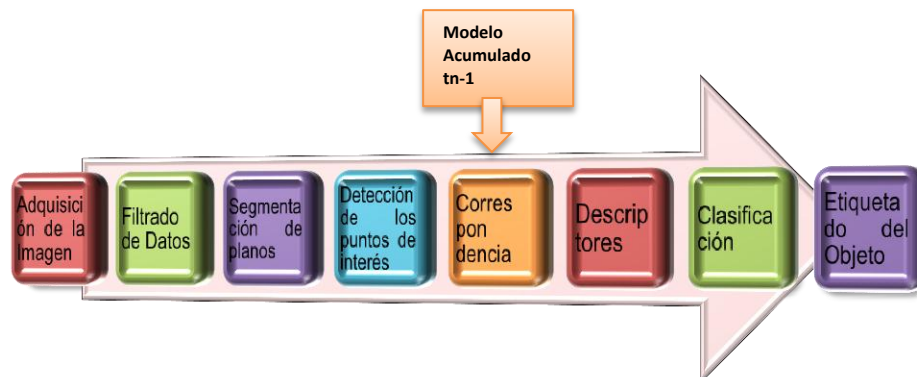 Modelo
Acumulado
tn-1
Adquisici
ón de la
Imagen
Filtrado
de Datos
Segmenta
ción de
planos
Detección
de los
puntos de
interés
Corres
pon
dencia
Descrip
tores
Clasifica
ción
Etiqueta
do del
Objeto